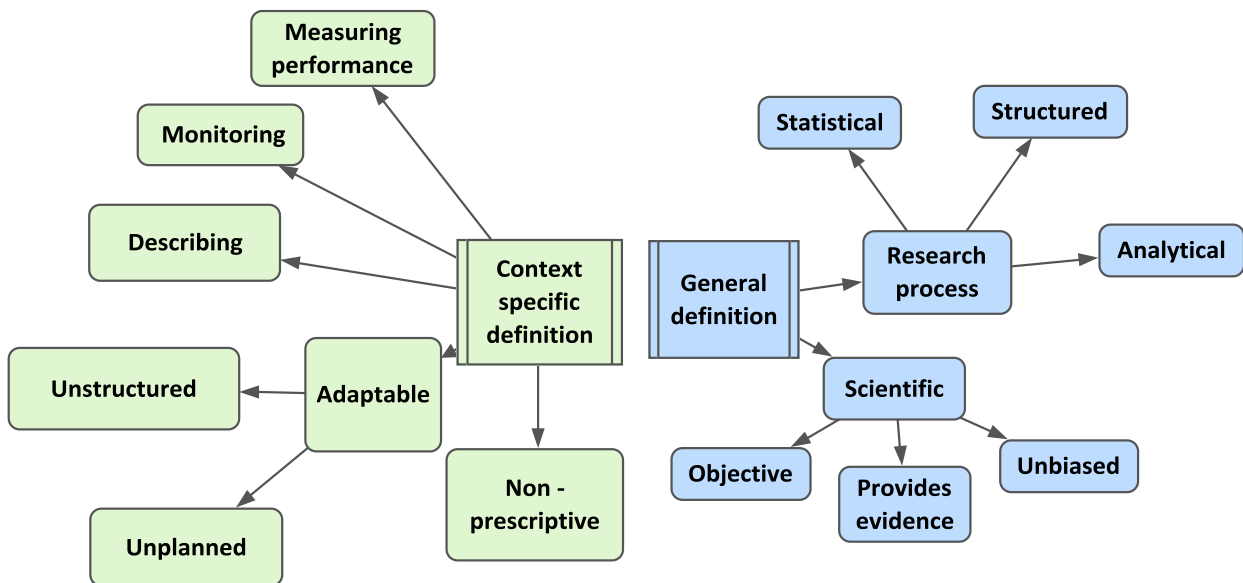 Measuring
performance
Monitoring
Describing
Context
specific
definition
Unstructured
Adaptable
Unplanned
Non -
prescriptive
General
definition
Statistical
Structured
Research
process
Analytical
Scientific
Objective
Provides
evidence
Unbiased